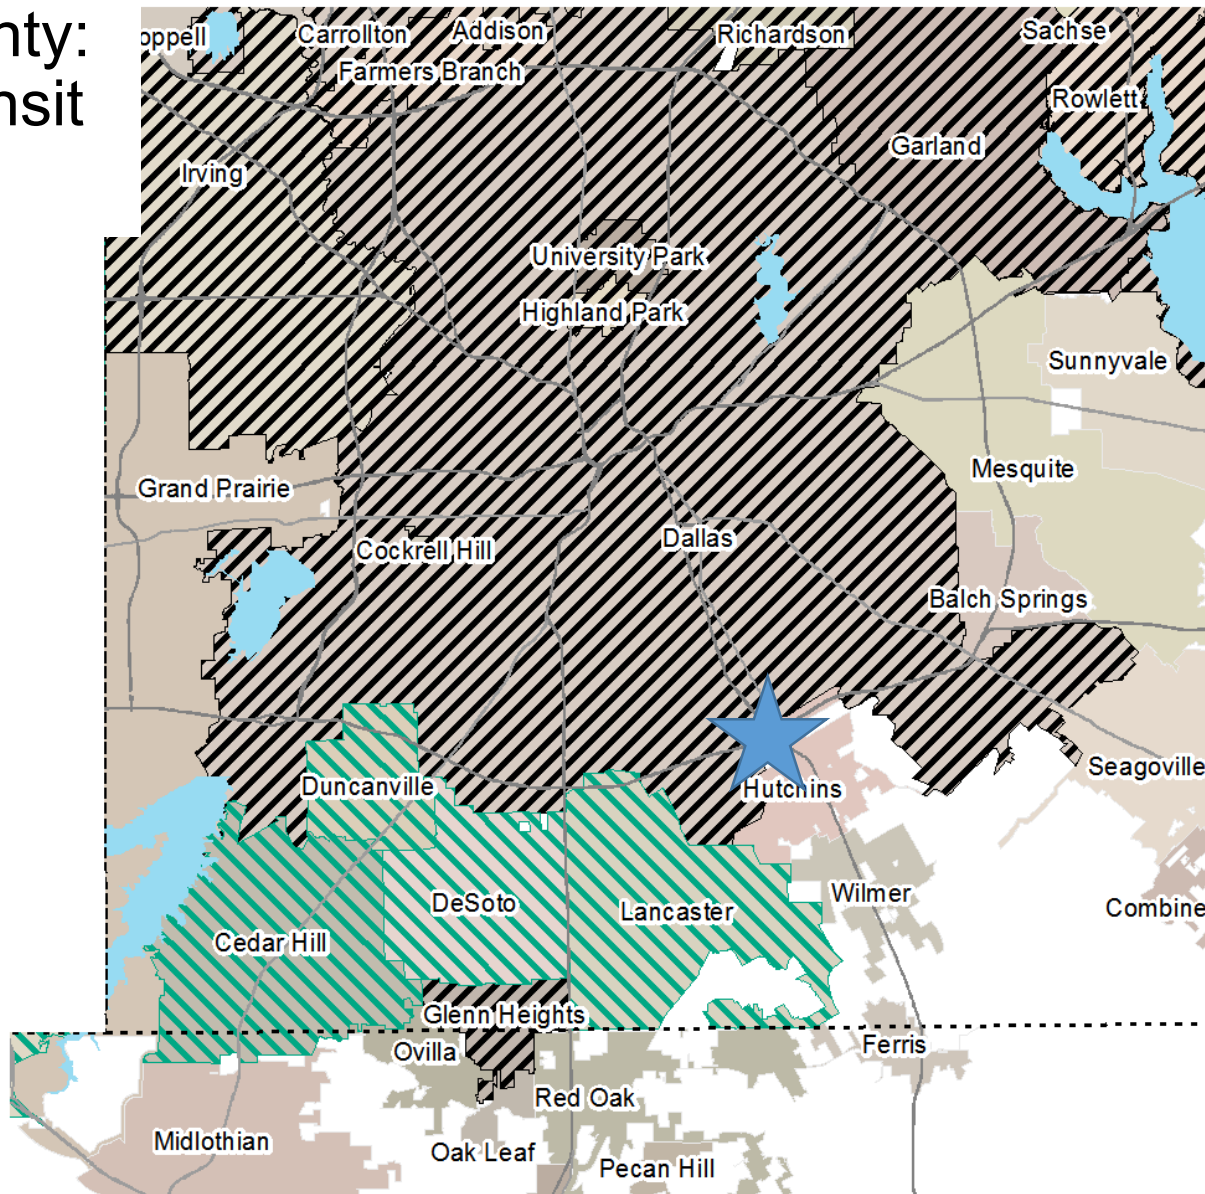 nty:
nsit
oppell
Carrollton
Addison
Richardson
Sachse
Farmers Branch
Rowlett
Garland
Irving
University Park
Highland Park
Sunnyvale
Mesquite
Grand Prairie
Dallas
Cockrell Hill
Balch Springs
Seagoville
Duncanville
Hutchins
Wilmer
DeSoto
Lancaster
Combine
Cedar Hill
Glenn Heights
Ferris
Ovilla
Red Oak
Midlothian
Oak Leaf
Pecan Hill